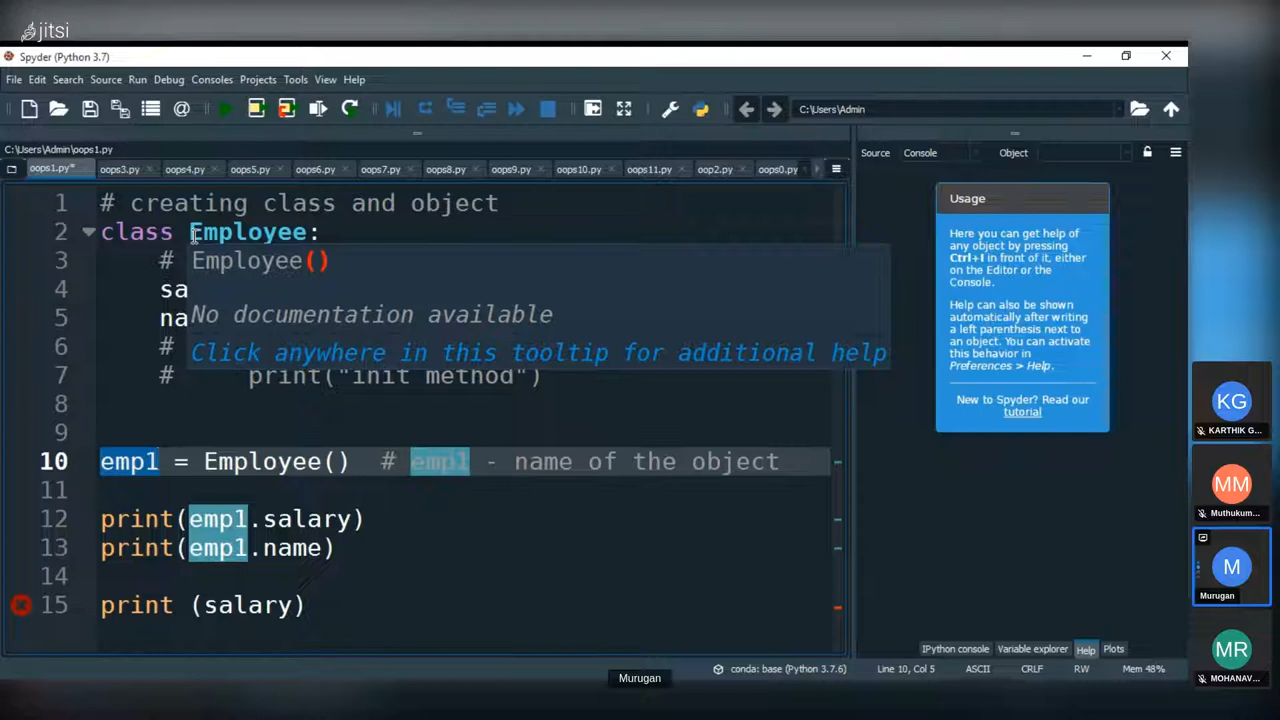 jitsi
Spyder (Python 3.7)
File Edit Search Source Run Debug Consoles Projects Tools View Help
C:\Users\Admin
C:\Users\Admin\oops1.py
oops1.py* oops3.py oops4.py oops5.py oops6.py oops7.py oops8.py oops9.py oops10.py oops11.py oop2.py oops0.py
Source Console Object
1 # creating class and object
2 class Employee:
3 #
Employee()
4 sa
No documentation available
5 na
Click anywhere in this tooltip for additional help
6 #
7 # print("init method")
8
9
10 emp1 = Employee() # emp1 - name of the object
11
12 print(emp1.salary)
13 print(emp1.name)
14
15 print (salary)
Usage
Here you can get help of
any object by pressing
Ctrl+I in front of it, either
on the Editor or the
Console.
Help can also be shown
automatically after writing
a left parenthesis next to
an object. You can activate
this behavior in
Preferences > Help.
New to Spyder? Read our
tutorial
IPython console Variable explorer Help Plots
conda: base (Python 3.7.6) Line 10, Col 5 ASCII CRLF RW Mem 48%
Murugan
KG
KARTHIK G...
MM
Muthukum...
M
Murugan
MR
MOHANAV...